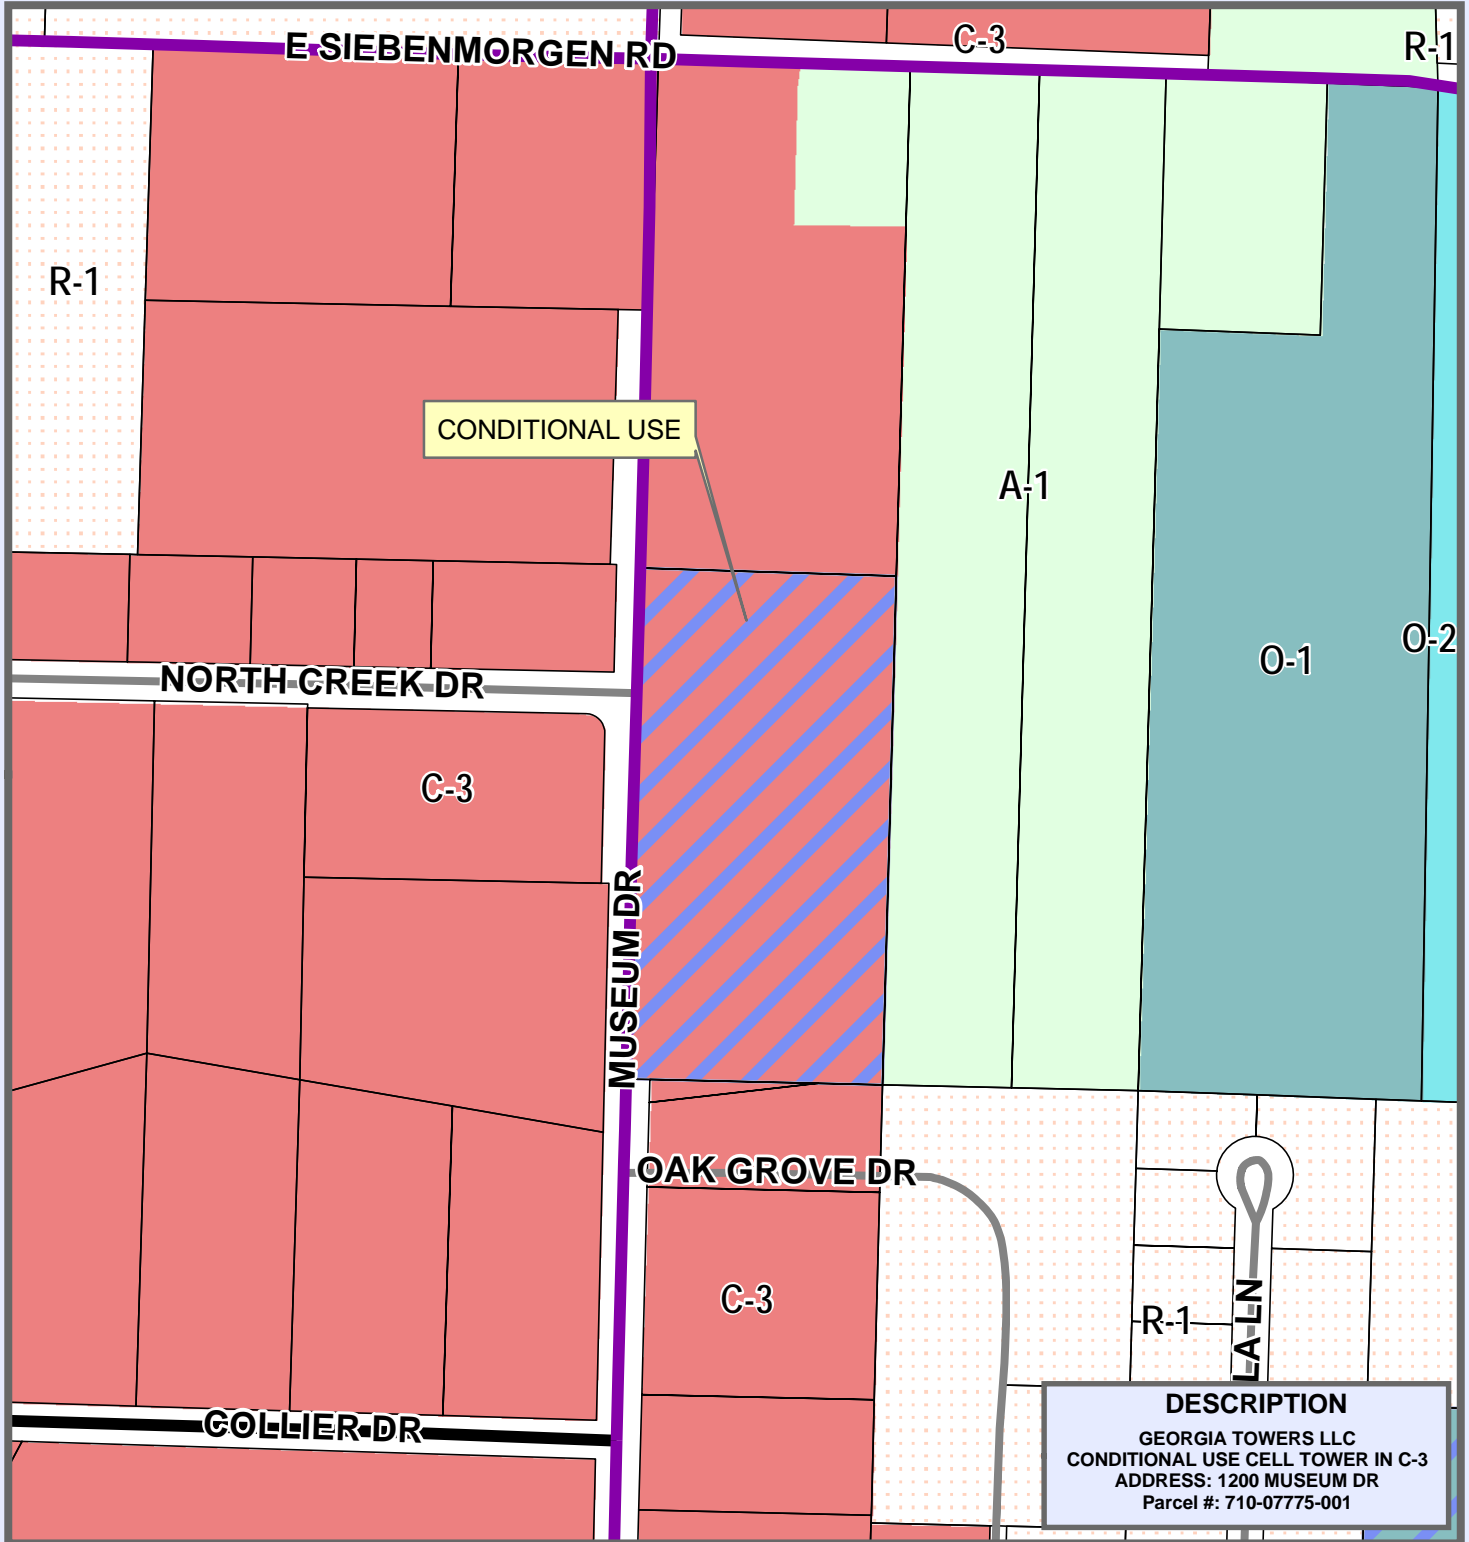 E SIEBENMORGEN RD
C-3
R-1
R-1
CONDITIONAL USE
A-1
O-2
O-1
NORTH CREEK DR
C-3
MUSEUM DR
OAK GROVE DR
C-3
R-1
LA LN
COLLIER DR
DESCRIPTION
GEORGIA TOWERS LLC
CONDITIONAL USE CELL TOWER IN C-3
ADDRESS: 1200 MUSEUM DR
Parcel #: 710-07775-001